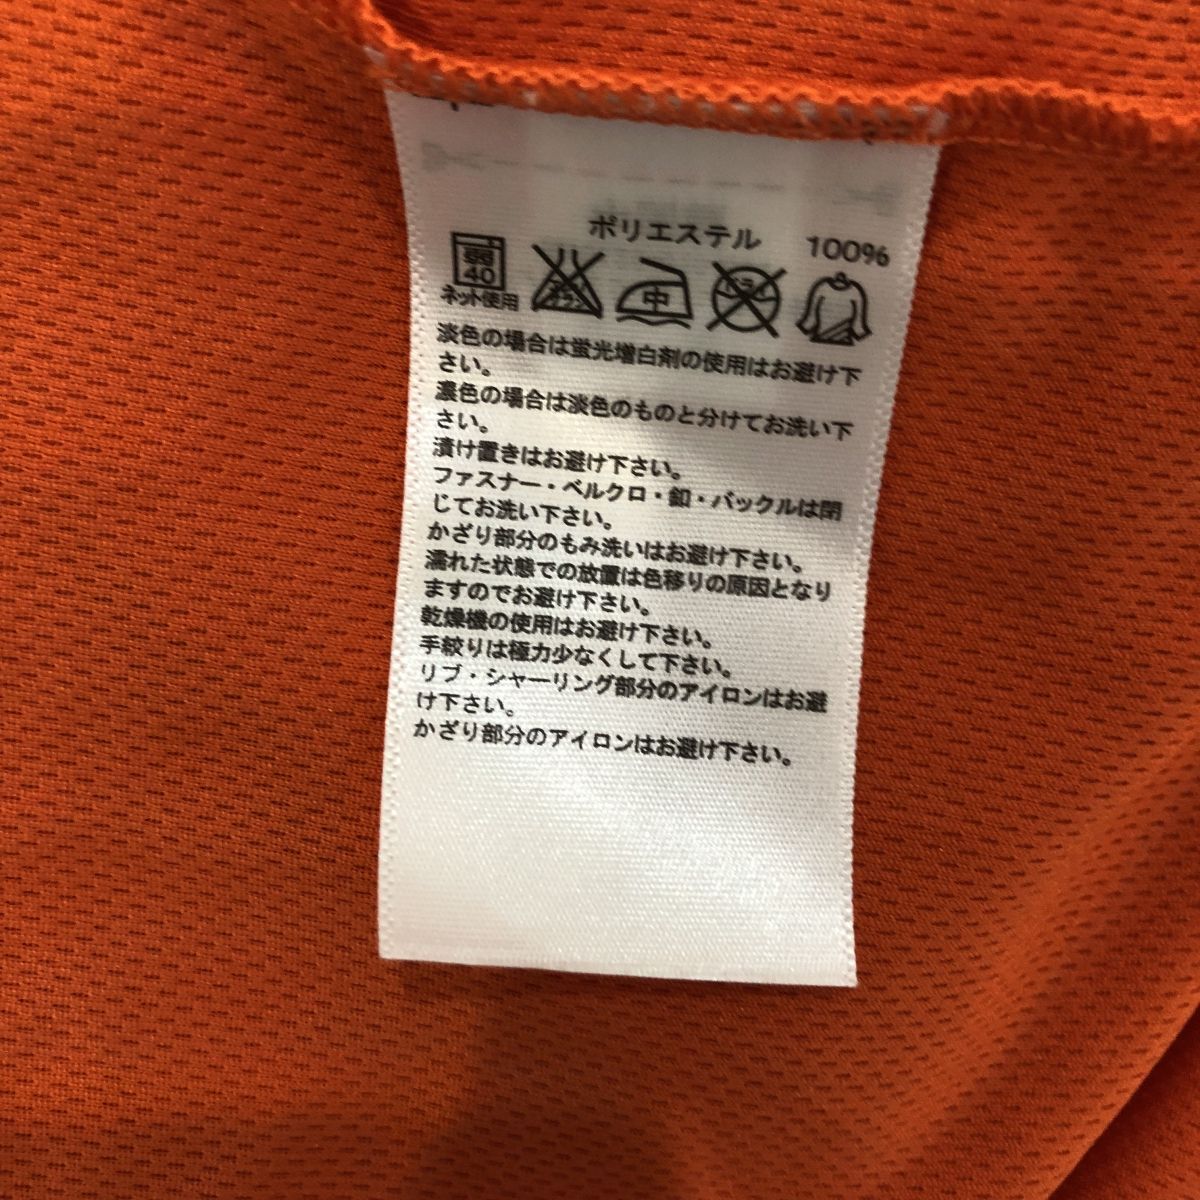 ポリエステル 100%
弱
40
ネット使用
中
淡色の場合は蛍光増白剤の使用はお避け下
さい。
濃色の場合は淡色のものと分けてお洗い下
さい。
漬け置きはお避け下さい。
ファスナー・ベルクロ・釦・バックルは閉
じてお洗い下さい。
かざり部分のもみ洗いはお避け下さい。
濡れた状態での放置は色移りの原因となり
ますのでお避け下さい。
乾燥機の使用はお避け下さい。
手絞りは極力少なくして下さい。
リブ・シャーリング部分のアイロンはお避
け下さい。
かざり部分のアイロンはお避け下さい。